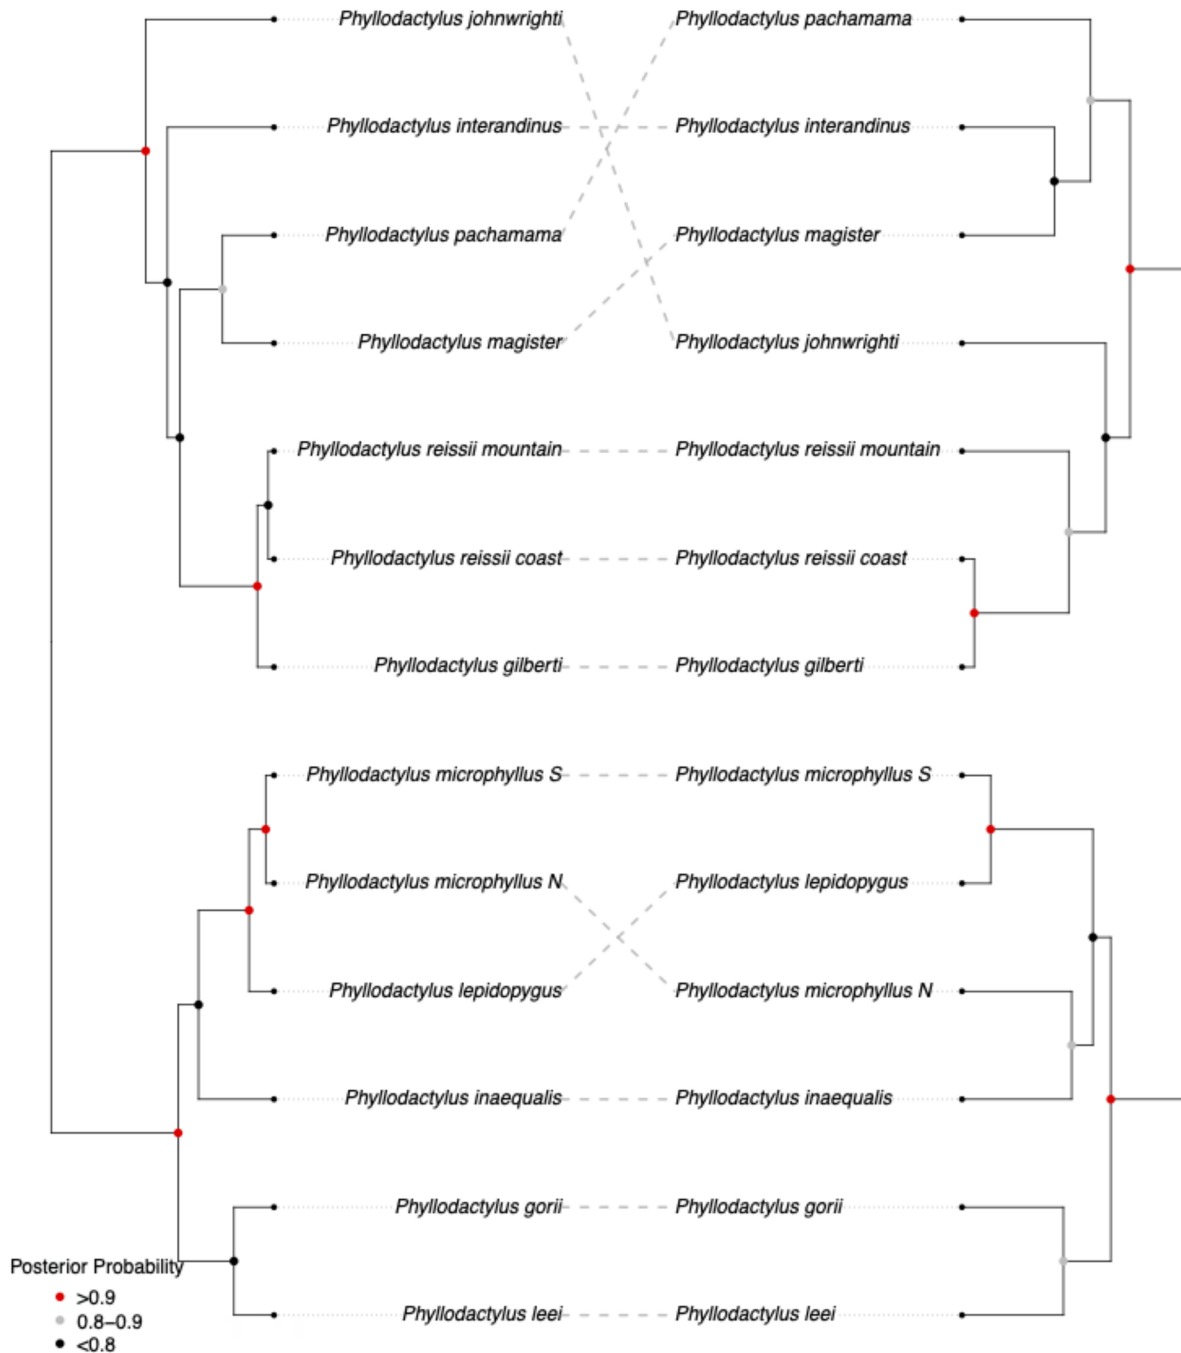 Phyllodactylus johnwrighti Phyllodactylus pachamama
Phyllodactylus interandinus Phyllodactylus interandinus
Phyllodactylus pachamama Phyllodactylus magister
Phyllodactylus magister Phyllodactylus johnwrighti
Phyllodactylus reissii mountain Phyllodactylus reissii mountain
Phyllodactylus reissii coast Phyllodactylus reissii coast
Phyllodactylus gilberti Phyllodactylus gilberti
Phyllodactylus microphyllus S Phyllodactylus microphyllus S
Phyllodactylus microphyllus N Phyllodactylus lepidopygus
Phyllodactylus lepidopygus Phyllodactylus microphyllus N
Phyllodactylus inaequalis Phyllodactylus inaequalis
Phyllodactylus gorii Phyllodactylus gorii
Phyllodactylus leei Phyllodactylus leei
Posterior Probability
>0.9
0.8–0.9
<0.8